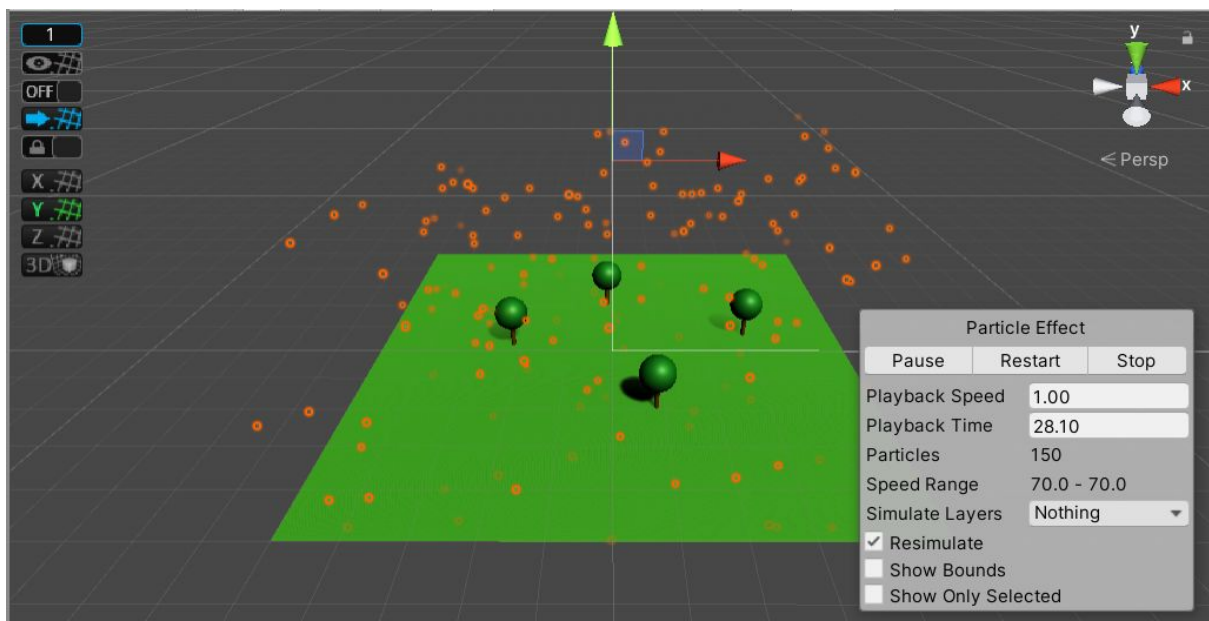 1
OFF
X
Y
Z
3D
y
x
Persp
Particle Effect
Pause Restart Stop
Playback Speed 1.00
Playback Time 28.10
Particles 150
Speed Range 70.0 - 70.0
Simulate Layers Nothing
Resimulate
Show Bounds
Show Only Selected